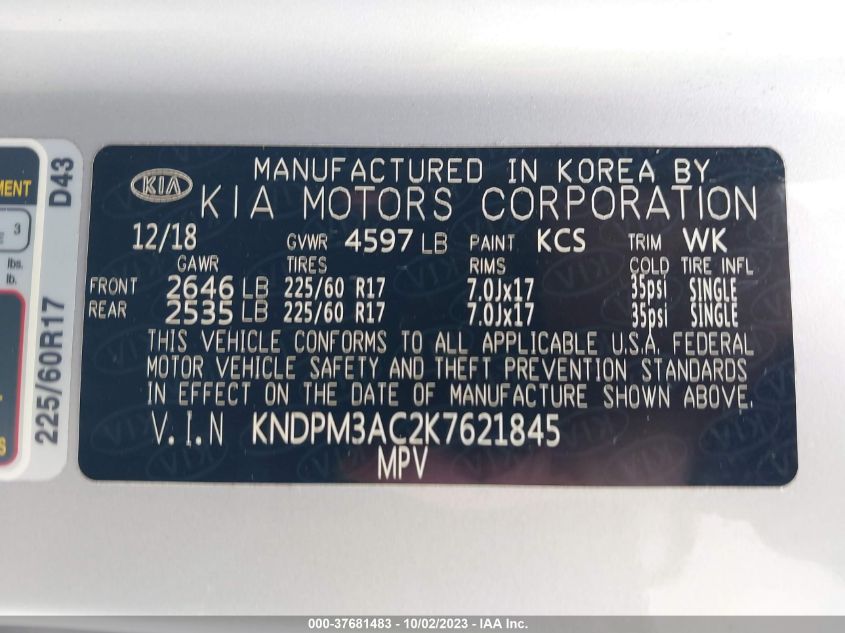 MENT
3
lbs.
lb.
S
225/60R17
D43
KIA
MANUFACTURED IN KOREA BY
KIA MOTORS CORPORATION
12/18 GVWR 4597 LB PAINT KCS TRIM WK
GAWR TIRES RIMS COLD TIRE INFL
FRONT 2646 LB 225/60 R17 7.0Jx17 35psi SINGLE
REAR 2535 LB 225/60 R17 7.0Jx17 35psi SINGLE
THIS VEHICLE CONFORMS TO ALL APPLICABLE U.S.A. FEDERAL
MOTOR VEHICLE SAFETY AND THEFT PREVENTION STANDARDS
IN EFFECT ON THE DATE OF MANUFACTURE SHOWN ABOVE.
V.I.N KNDPM3AC2K7621845
MPV
000-37681483 - 10/02/2023 - IAA Inc.